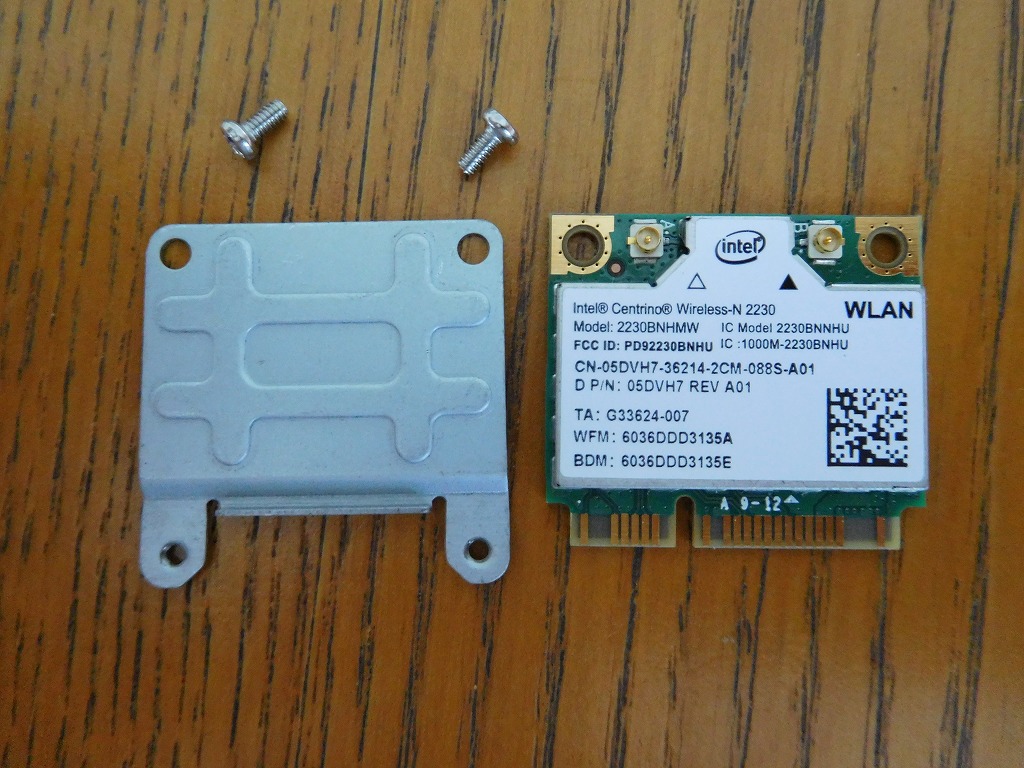 intel
Intel® Centrino® Wireless-N 2230
WLAN
Model: 2230BNHMW IC Model 2230BNNHU
FCC ID: PD92230BNHU IC :1000M-2230BNHU
CN-05DVH7-36214-2CM-088S-A01
D P/N: 05DVH7 REV A01
TA: G33624-007
WFM: 6036DDD3135A
BDM: 6036DDD3135E
A 9-12